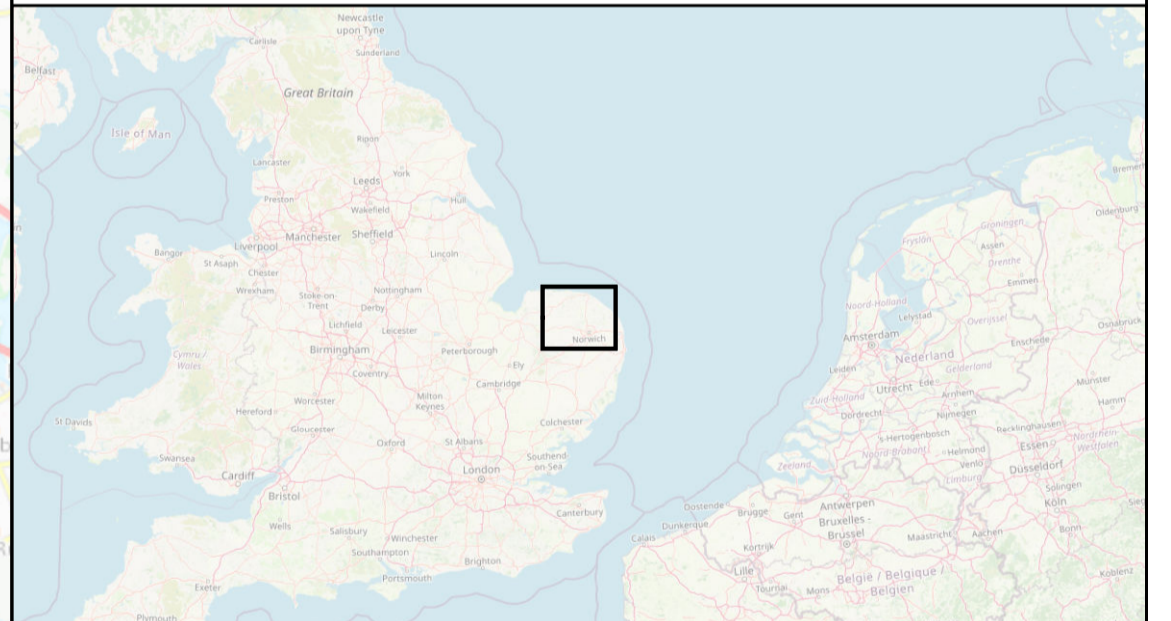 Newcastle
upon Tyne
Carlisle
Sunderland
Belfast
Great Britain
Isle of Man
Ripon
Lancaster
York
Leeds
Preston
Hull
Wakefield
Manchester
Sheffield
Liverpool
Bangor
St Asaph
Chester
Lincoln
Wrexham
Stoke-on-
Trent
Nottingham
Derby
Lichfield
Leicester
Norwich
Birmingham
Peterborough
Cymru /
Wales
Ely
Coventry
Cambridge
Worcester
Milton
Keynes
Hereford
Gloucester
Colchester
St Davids
Oxford
St Albans
Swansea
London
Southend-
on-Sea
Cardiff
Bristol
Canterbury
Wells
Salisbury
Winchester
Southampton
Brighton
Portsmouth
Exeter
Plymouth
Oldenburg
Groningen
Fryslân
Assen
Drenthe
Emmen
Noord-Holland
Lelystad
Overijssel
Osnabrück
Amsterdam
Enschede
Nederland
Leiden
Gelderland
Utrecht
Ede
Münster
Zuid-Holland
Arnhem
Hamm
Dordrecht
Nijmegen
's-Hertogenbosch
Recklinghausen
Noord-Brabant
Helmond
Essen
Nordrhein-
Westfalen
Zeeland
Venlo
Düsseldorf
Limburg
Solingen
Oostende
Brugge
Gent
Antwerpen
Köln
Dunkerque
Bruxelles -
Brussel
Calais
Maastricht
Aachen
Bonn
Kortrijk
Lille
België / Belgique /
Belgien
Koblenz
Tournai
Mons